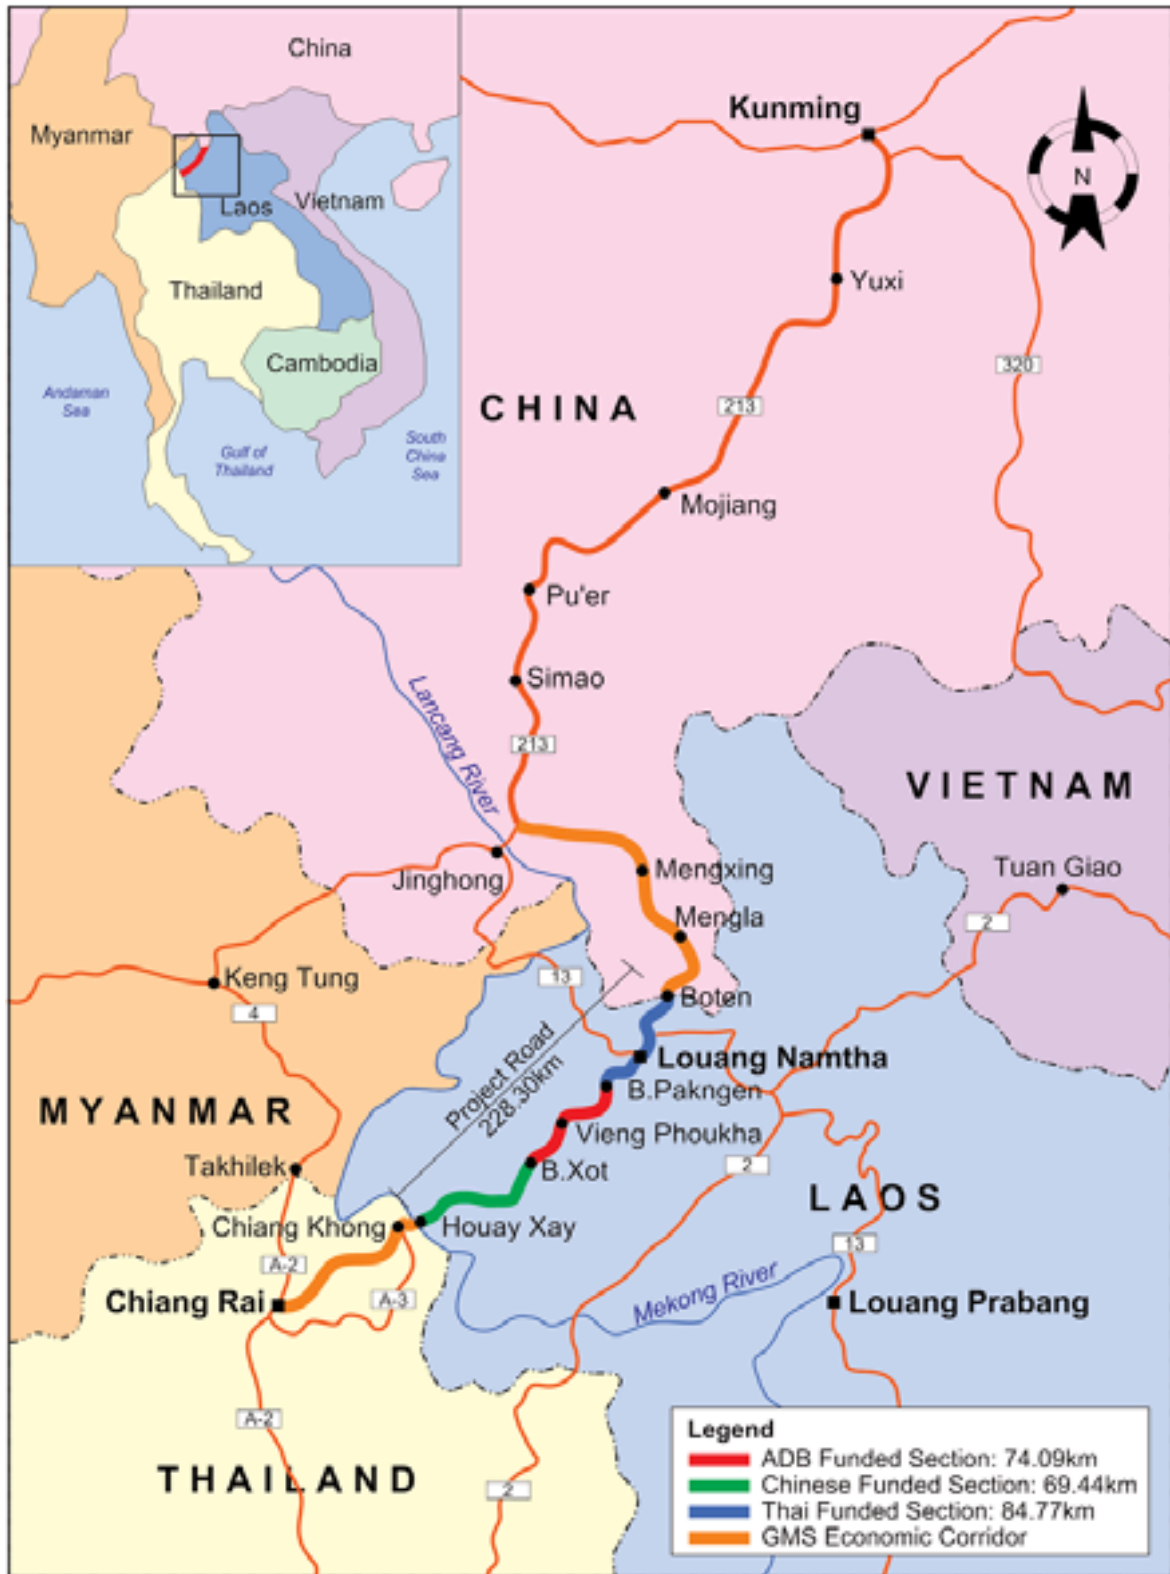 China
Myanmar
Laos
Vietnam
Thailand
Cambodia
Andaman
Sea
Gulf of
Thailand
South
China
Sea
Kunming
N
Yuxi
320
CHINA
213
Mojiang
Pu'er
Simao
Lancang River
213
VIETNAM
Mengxing
Jinghong
Tuan Giao
Mengla
2
Keng Tung
13
Boten
4
Project Road
228.30km
Louang Namtha
B.Pakngen
MYANMAR
Vieng Phoukha
Takhilek
B.Xot
2
LAOS
Chiang Khong
Houay Xay
13
A-2
Mekong River
Chiang Rai
A-3
Louang Prabang
A-2
THAILAND
2
Legend
ADB Funded Section: 74.09km
Chinese Funded Section: 69.44km
Thai Funded Section: 84.77km
GMS Economic Corridor